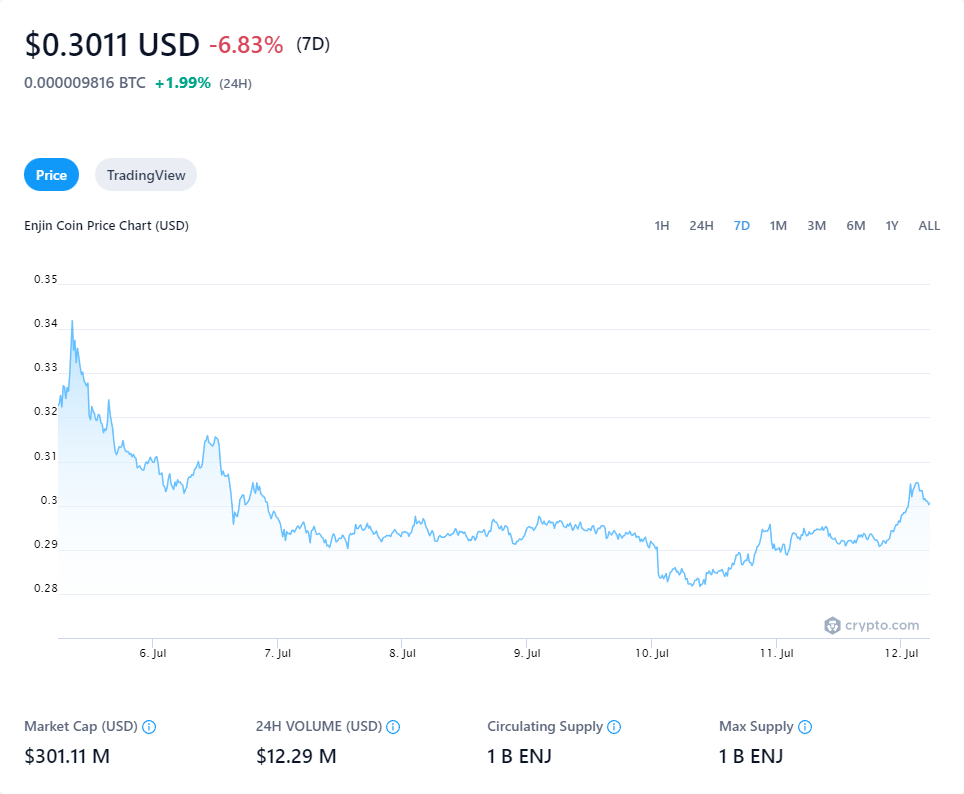 $0.3011 USD -6.83% (7D)
0.000009816 BTC +1.99% (24H)
Price TradingView
Enjin Coin Price Chart (USD) 1H 24H 7D 1M 3M 6M 1Y ALL
0.35
0.34
0.33
0.32
0.31
0.3
0.29
0.28
crypto.com
6. Jul 7. Jul 8. Jul 9. Jul 10. Jul 11. Jul 12. Jul
Market Cap (USD) 24H VOLUME (USD) Circulating Supply Max Supply
$301.11 M $12.29 M 1 B ENJ 1 B ENJ